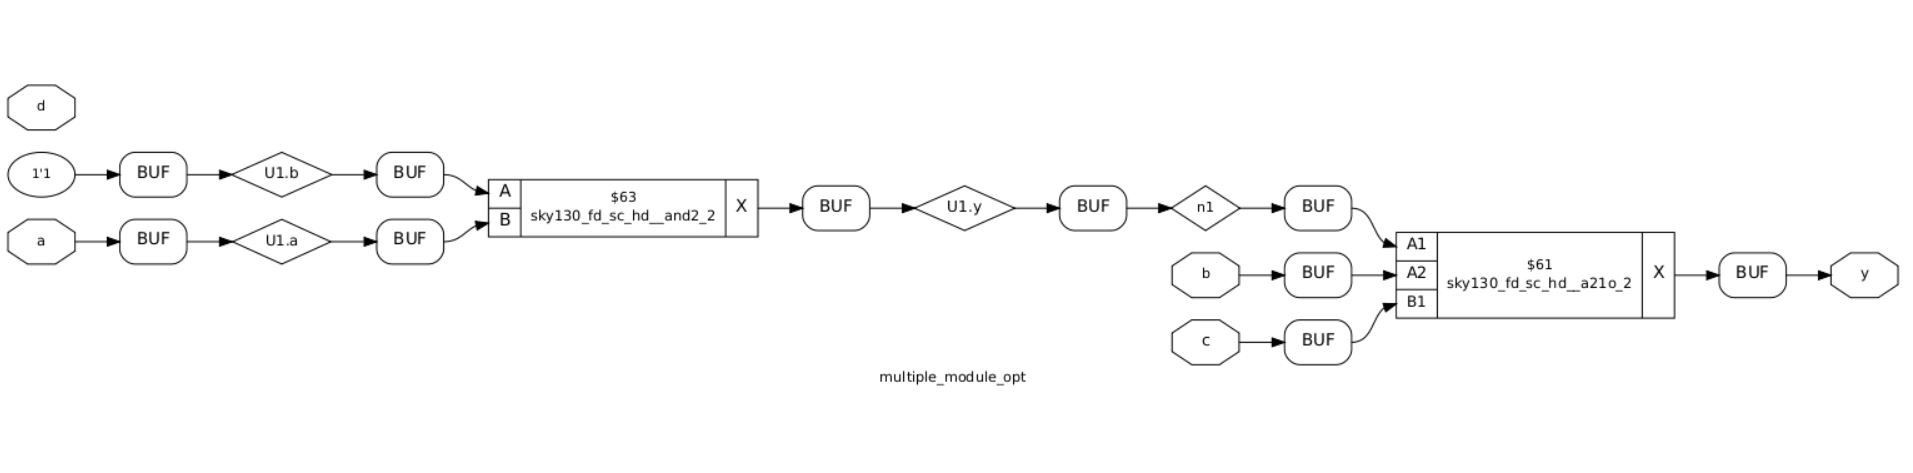 d
1'1
BUF
U1.b
BUF
a
BUF
U1.a
BUF
A
B
$63
sky130_fd_sc_hd__and2_2
X
BUF
U1.y
BUF
n1
BUF
b
BUF
c
BUF
A1
A2
B1
$61
sky130_fd_sc_hd__a21o_2
X
BUF
y
multiple_module_opt